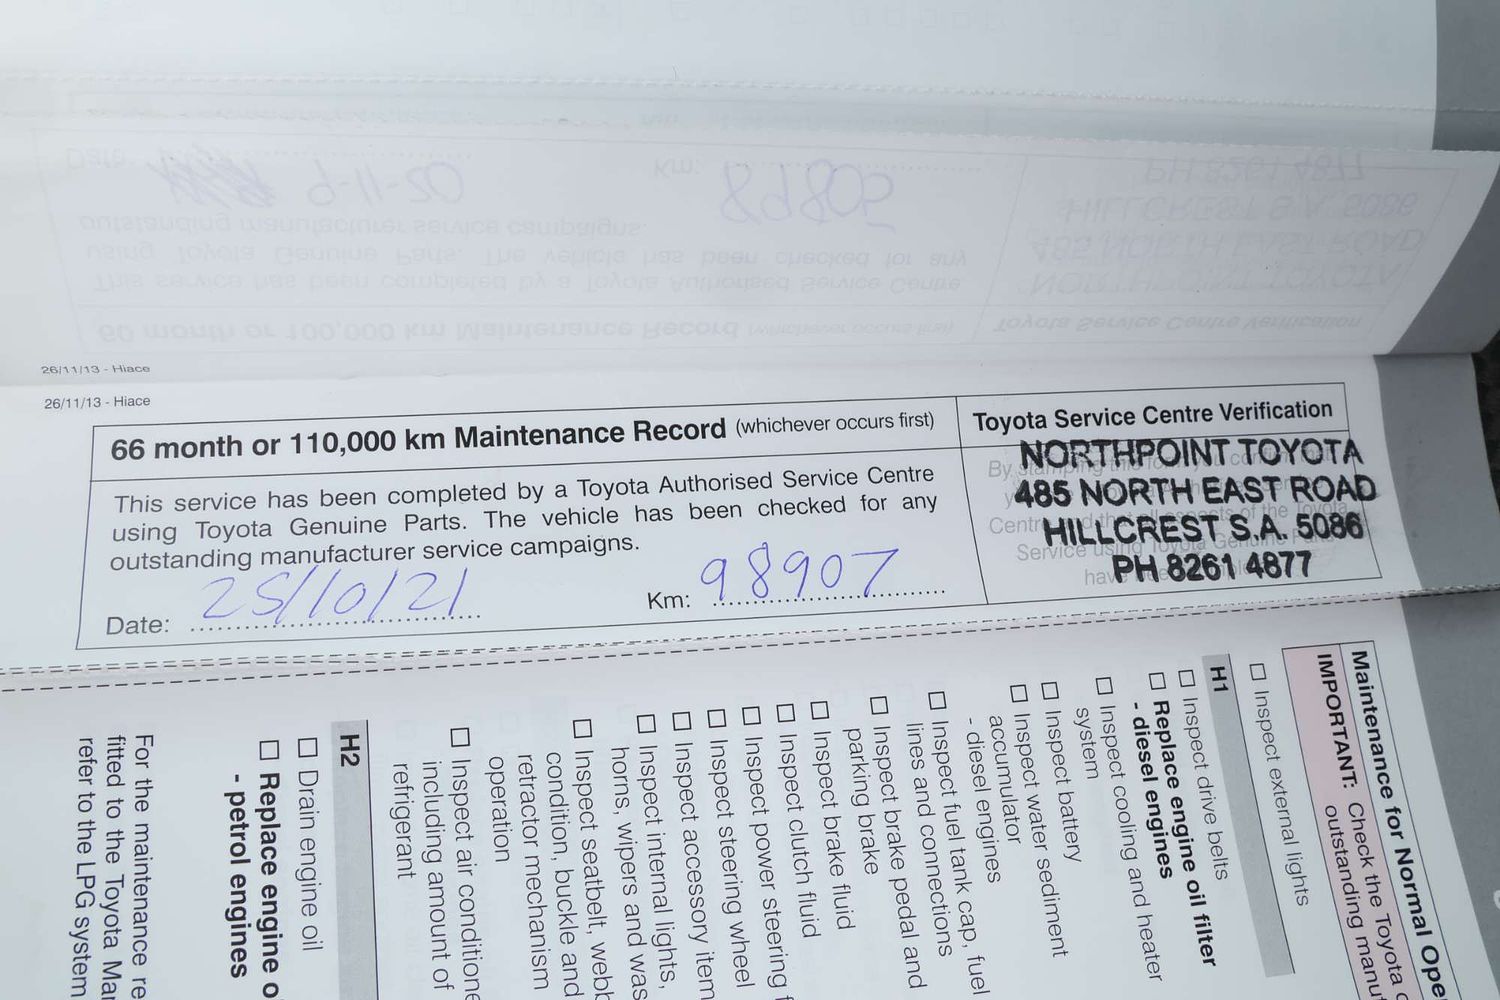 26/11/13 - Hiace
26/11/13 - Hiace
66 month or 110,000 km Maintenance Record (whichever occurs first)
This service has been completed by a Toyota Authorised Service Centre
using Toyota Genuine Parts. The vehicle has been checked for any
outstanding manufacturer service campaigns.
Date: 25/10/21
Km: 98907
Toyota Service Centre Verification
NORTHPOINT TOYOTA
485 NORTH EAST ROAD
HILLCREST S.A. 5086
PH 8261 4877
Maintenance for Normal Ope
IMPORTANT: Check the Toyota
outstanding manu
Inspect external lights
H1
Inspect drive belts
Replace engine oil filter
- diesel engines
Inspect cooling and heater
system
Inspect battery
Inspect water sediment
accumulator
- diesel engines
Inspect fuel tank cap, fuel
lines and connections
Inspect brake pedal and
parking brake
Inspect brake fluid
Inspect clutch fluid
Inspect power steering f
Inspect steering wheel
Inspect accessory item
Inspect internal lights,
horns, wipers and was
Inspect seatbelt, webb
condition, buckle and
retractor mechanism
operation
Inspect air conditione
including amount of
refrigerant
H2
Drain engine oil
Replace engine o
- petrol engines
For the maintenance re
fitted to the Toyota Mar
refer to the LPG system